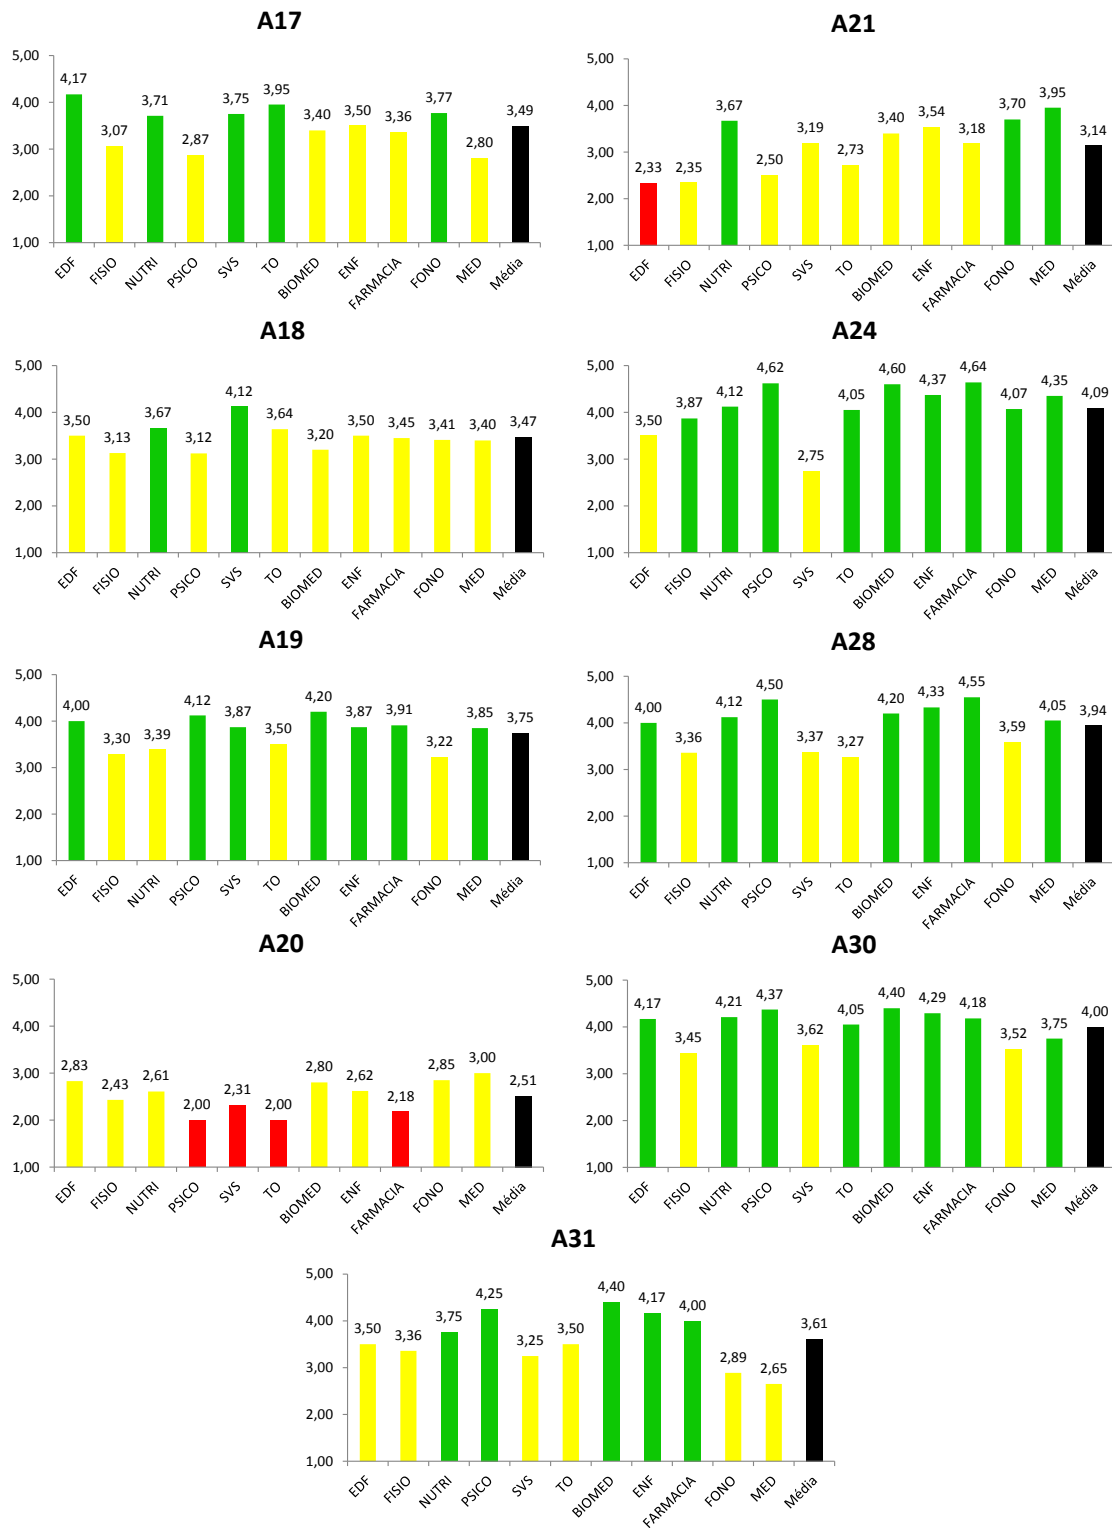 A17
5,00
4,00
3,00
2,00
1,00
4,17 3,07 3,71 2,87 3,75 3,95 3,40 3,50 3,36 3,77 2,80 3,49
EDF FISIO NUTRI PSICO SVS TO BIOMED ENF FARMACIA FONO MED Média
A21
5,00
4,00
3,00
2,00
1,00
2,33 2,35 3,67 2,50 3,19 2,73 3,40 3,54 3,18 3,70 3,95 3,14
EDF FISIO NUTRI PSICO SVS TO BIOMED ENF FARMACIA FONO MED Média
A18
5,00
4,00
3,00
2,00
1,00
3,50 3,13 3,67 3,12 4,12 3,64 3,20 3,50 3,45 3,41 3,40 3,47
EDF FISIO NUTRI PSICO SVS TO BIOMED ENF FARMACIA FONO MED Média
A24
5,00
4,00
3,00
2,00
1,00
3,50 3,87 4,12 4,62 2,75 4,05 4,60 4,37 4,64 4,07 4,35 4,09
EDF FISIO NUTRI PSICO SVS TO BIOMED ENF FARMACIA FONO MED Média
A19
5,00
4,00
3,00
2,00
1,00
4,00 3,30 3,39 4,12 3,87 3,50 4,20 3,87 3,91 3,22 3,85 3,75
EDF FISIO NUTRI PSICO SVS TO BIOMED ENF FARMACIA FONO MED Média
A28
5,00
4,00
3,00
2,00
1,00
4,00 3,36 4,12 4,50 3,37 3,27 4,20 4,33 4,55 3,59 4,05 3,94
EDF FISIO NUTRI PSICO SVS TO BIOMED ENF FARMACIA FONO MED Média
A20
5,00
4,00
3,00
2,00
1,00
2,83 2,43 2,61 2,00 2,31 2,00 2,80 2,62 2,18 2,85 3,00 2,51
EDF FISIO NUTRI PSICO SVS TO BIOMED ENF FARMACIA FONO MED Média
A30
5,00
4,00
3,00
2,00
1,00
4,17 3,45 4,21 4,37 3,62 4,05 4,40 4,29 4,18 3,52 3,75 4,00
EDF FISIO NUTRI PSICO SVS TO BIOMED ENF FARMACIA FONO MED Média
A31
5,00
4,00
3,00
2,00
1,00
3,50 3,36 3,75 4,25 3,25 3,50 4,40 4,17 4,00 2,89 2,65 3,61
EDF FISIO NUTRI PSICO SVS TO BIOMED ENF FARMACIA FONO MED Média